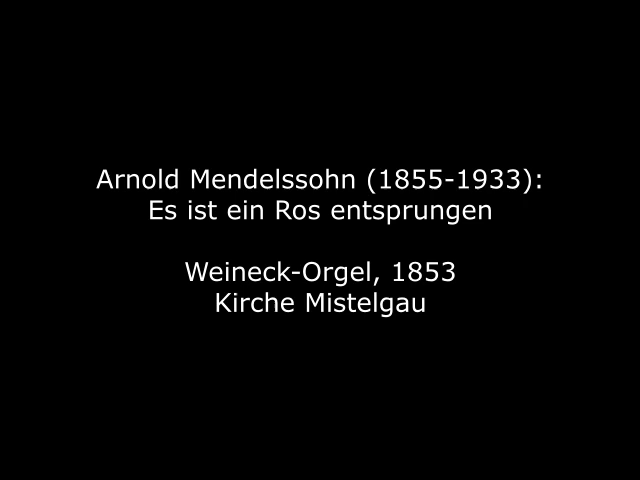 Arnold Mendelssohn (1855-1933):
Es ist ein Ros entsprungen
Weineck-Orgel, 1853
Kirche Mistelgau